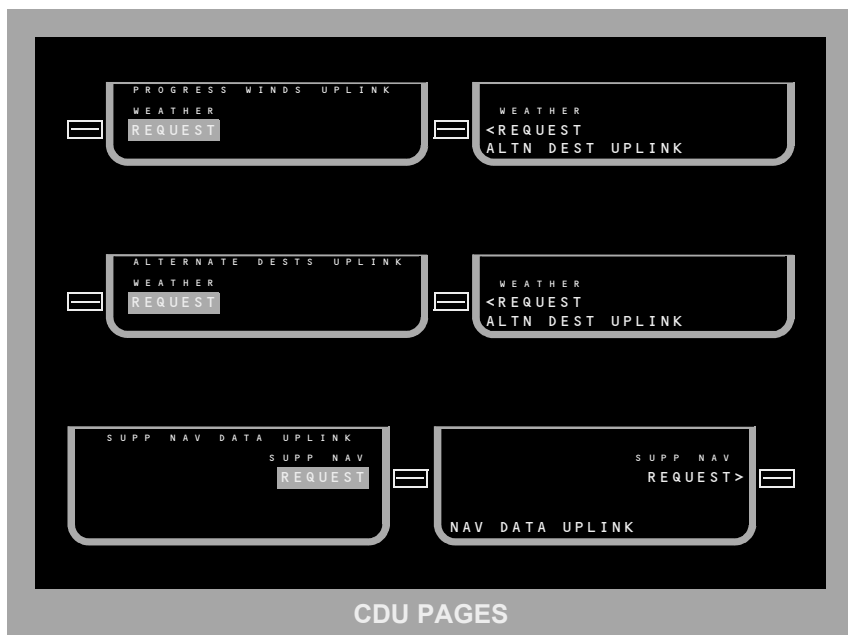 PROGRESS WINDS UPLINK
WEATHER
REQUEST
WEATHER
<REQUEST
ALTN DEST UPLINK
ALTERNATE DESTS UPLINK
WEATHER
REQUEST
WEATHER
<REQUEST
ALTN DEST UPLINK
SUPP NAV DATA UPLINK
SUPP NAV
REQUEST
SUPP NAV
REQUEST>
NAV DATA UPLINK
CDU PAGES